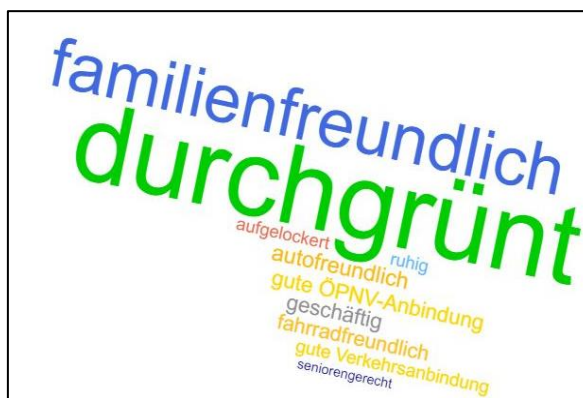 familienfreundlich
durchgrünt
aufgelockert
ruhig
autofreundlich
gute ÖPNV-Anbindung
geschäftig
fahrradfreundlich
gute Verkehrsanbindung
seniorengerecht